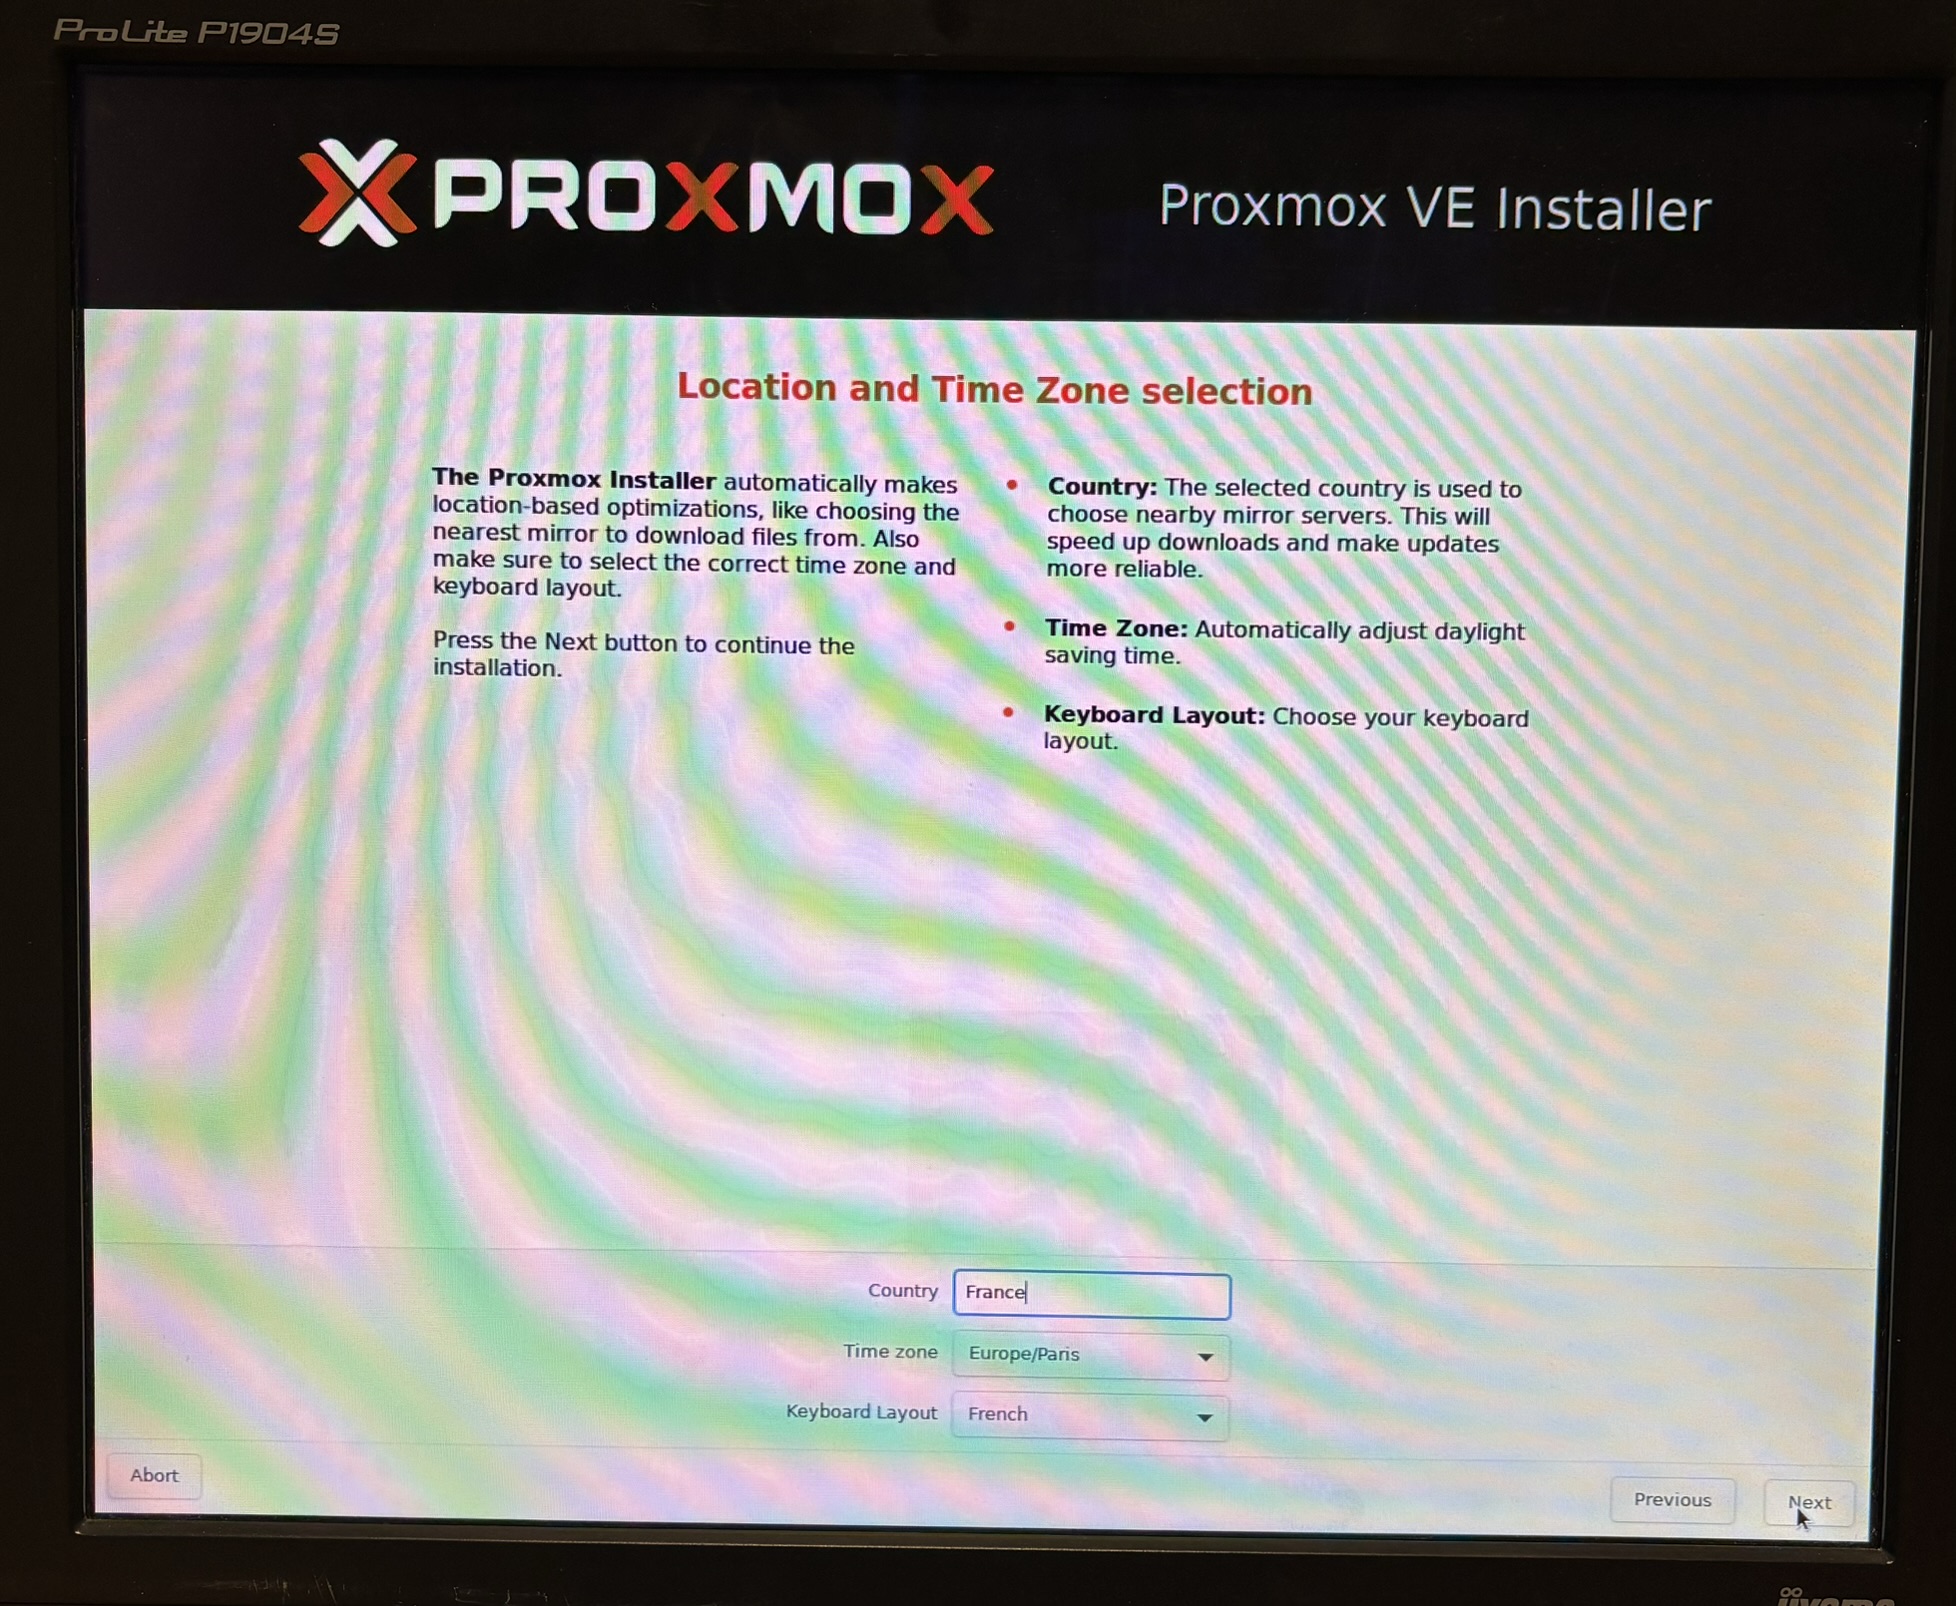 ProLite P1904S
PROXMOX
Proxmox VE Installer
Location and Time Zone selection
The Proxmox Installer automatically makes
location-based optimizations, like choosing the
nearest mirror to download files from. Also
make sure to select the correct time zone and
keyboard layout.
Press the Next button to continue the
installation.
Country: The selected country is used to
choose nearby mirror servers. This will
speed up downloads and make updates
more reliable.
Time Zone: Automatically adjust daylight
saving time.
Keyboard Layout: Choose your keyboard
layout.
Country France
Time zone Europe/Paris
Keyboard Layout French
Abort
Previous
Next